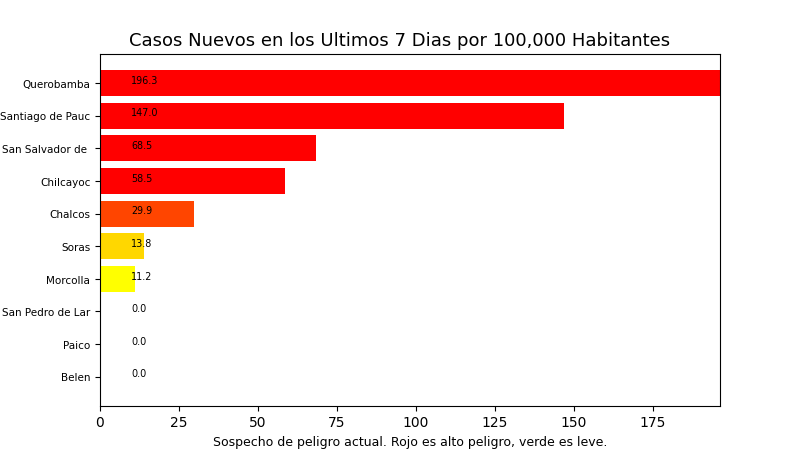 Casos Nuevos en los Ultimos 7 Dias por 100,000 Habitantes
Querobamba 196.3
Santiago de Pauc 147.0
San Salvador de 68.5
Chilcayoc 58.5
Chalcos 29.9
Soras 13.8
Morcolla 11.2
San Pedro de Lar 0.0
Paico 0.0
Belen 0.0
0 25 50 75 100 125 150 175
Sospecho de peligro actual. Rojo es alto peligro, verde es leve.